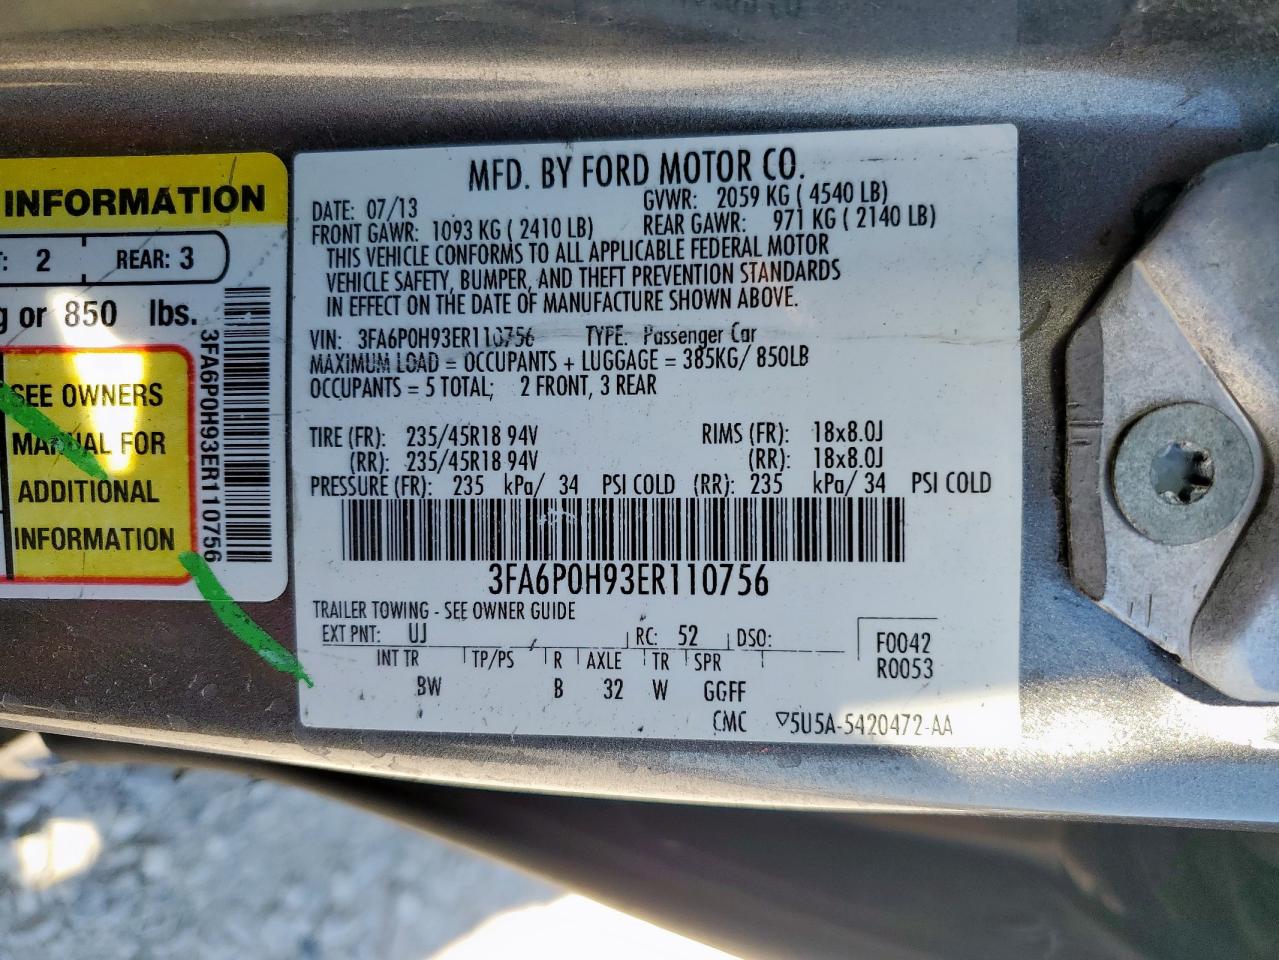 INFORMATION
: 2 REAR: 3
g or 850 lbs.
SEE OWNERS
MANUAL FOR
ADDITIONAL
INFORMATION
3FA6P0H93ER110756
MFD. BY FORD MOTOR CO.
DATE: 07/13 GVWR: 2059 KG ( 4540 LB)
FRONT GAWR: 1093 KG ( 2410 LB) REAR GAWR: 971 KG ( 2140 LB)
THIS VEHICLE CONFORMS TO ALL APPLICABLE FEDERAL MOTOR
VEHICLE SAFETY, BUMPER, AND THEFT PREVENTION STANDARDS
IN EFFECT ON THE DATE OF MANUFACTURE SHOWN ABOVE.
VIN: 3FA6P0H93ER110756 TYPE: Passenger Car
MAXIMUM LOAD = OCCUPANTS + LUGGAGE = 385KG/ 850LB
OCCUPANTS = 5 TOTAL; 2 FRONT, 3 REAR
TIRE (FR): 235/45R18 94V RIMS (FR): 18x8.0J
(RR): 235/45R18 94V (RR): 18x8.0J
PRESSURE (FR): 235 kPa/ 34 PSI COLD (RR): 235 kPa/ 34 PSI COLD
3FA6P0H93ER110756
TRAILER TOWING - SEE OWNER GUIDE
EXT PNT: UJ RC: 52 DSO: F0042
INT TR TP/PS R AXLE TR SPR R0053
BW B 32 W GGFF
CMC ▽5U5A-5420472-AA